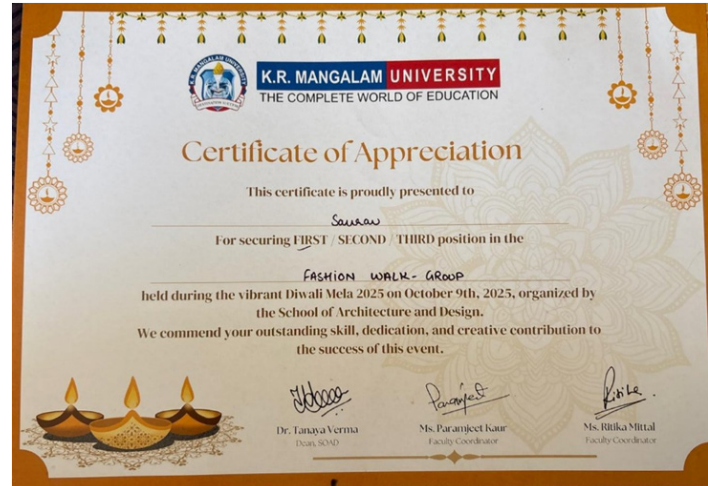 K.R. MANGALAM UNIVERSITY
K.R. MANGALAM UNIVERSITY
THE COMPLETE WORLD OF EDUCATION
Certificate of Appreciation
This certificate is proudly presented to
Saurav
For securing FIRST / SECOND / THIRD position in the
FASHION WALK - GROUP
held during the vibrant Diwali Mela 2025 on October 9th, 2025, organized by
the School of Architecture and Design.
We commend your outstanding skill, dedication, and creative contribution to
the success of this event.
Paramjeet
Ritika
Dr. Tanaya Verma
Ms. Paramjeet Kaur
Ms. Ritika Mittal
Dean, SOAD
Faculty Coordinator
Faculty Coordinator